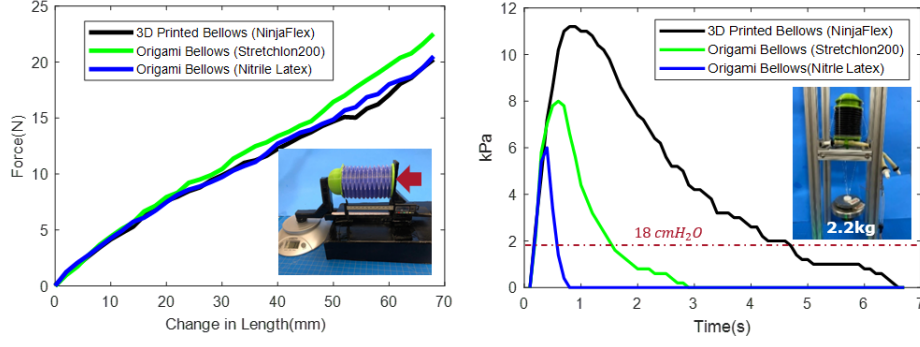 3D Printed Bellows (NinjaFlex)
Origami Bellows (Stretchlon200)
Origami Bellows (Nitrile Latex)
Force(N)
25
20
15
10
5
0
0 10 20 30 40 50 60 70
Change in Length(mm)
3D Printed Bellows (NinjaFlex)
Origami Bellows (Stretchlon200)
Origami Bellows(Nitrle Latex)
kPa
12
10
8
6
4
2
0
18 cmH₂O
2.2kg
0 1 2 3 4 5 6 7
Time(s)